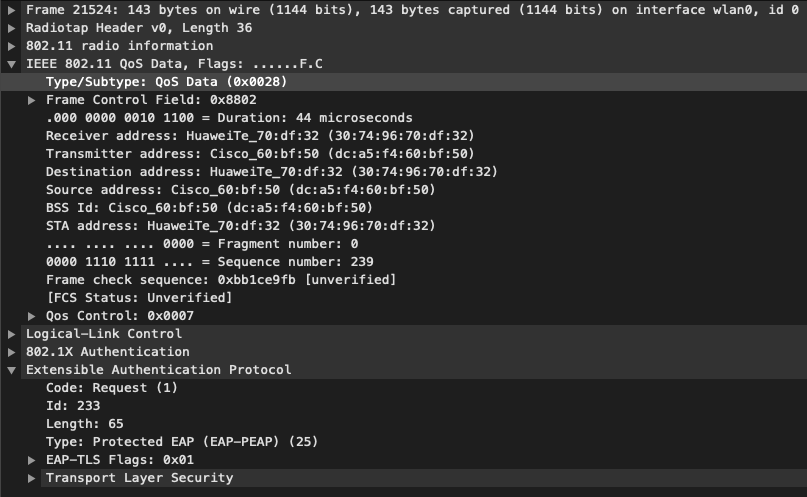 Frame 21524: 143 bytes on wire (1144 bits), 143 bytes captured (1144 bits) on interface wlan0, id 0
Radiotap Header v0, Length 36
802.11 radio information
IEEE 802.11 QoS Data, Flags: ......F.C
Type/Subtype: QoS Data (0x0028)
Frame Control Field: 0x8802
.000 0000 0010 1100 = Duration: 44 microseconds
Receiver address: HuaweiTe_70:df:32 (30:74:96:70:df:32)
Transmitter address: Cisco_60:bf:50 (dc:a5:f4:60:bf:50)
Destination address: HuaweiTe_70:df:32 (30:74:96:70:df:32)
Source address: Cisco_60:bf:50 (dc:a5:f4:60:bf:50)
BSS Id: Cisco_60:bf:50 (dc:a5:f4:60:bf:50)
STA address: HuaweiTe_70:df:32 (30:74:96:70:df:32)
.... .... .... 0000 = Fragment number: 0
0000 1110 1111 .... = Sequence number: 239
Frame check sequence: 0xbb1ce9fb [unverified]
[FCS Status: Unverified]
Qos Control: 0x0007
Logical-Link Control
802.1X Authentication
Extensible Authentication Protocol
Code: Request (1)
Id: 233
Length: 65
Type: Protected EAP (EAP-PEAP) (25)
EAP-TLS Flags: 0x01
Transport Layer Security